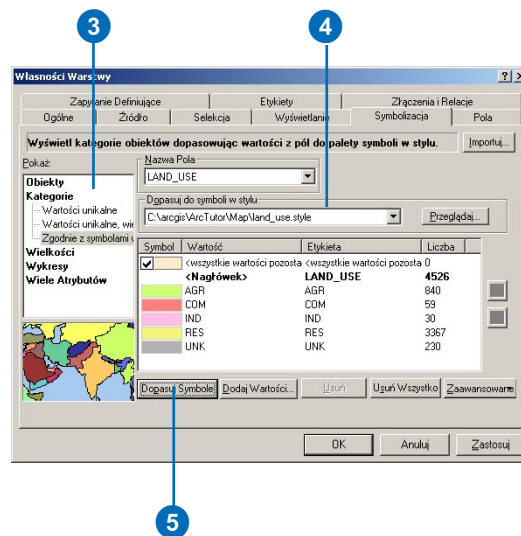 3
4
Własności Warstwy
Zapytanie Definiujące Etykiety Złączenia i Relacje
Ogólne Źródło Selekcja Wyświetlanie Symbolizacja Pola
Wyświetl kategorie obiektów dopasowując wartości z pól do palety symboli w stylu.
Importuj...
Pokaż:
Obiekty
Kategorie
Wartości unikalne
Wartości unikalne, wie
Zgodnie z symbolami
Wielkości
Wykresy
Wiele Atrybutów
Nazwa Pola
LAND_USE
Dopasuj do symboli w stylu
C:\arcgis\ArcTutor\Map\land_use.style
Przeglądaj...
Symbol Wartość Etykieta Liczba
<wszystkie wartości pozosta <wszystkie wartości pozosta 0
<Nagłówek> LAND_USE 4526
AGR AGR 840
COM COM 59
IND IND 30
RES RES 3367
UNK UNK 230
Dopasuj Symbole Dodaj Wartości... Usuń Usuń Wszystko Zaawansowane
OK Anuluj Zastosuj
5